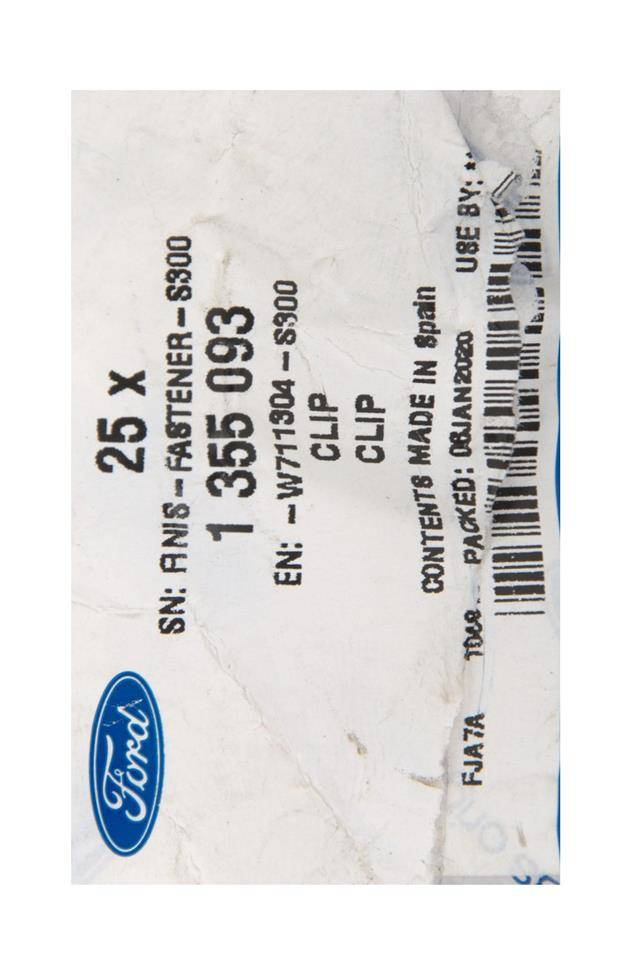 Ford
25 x
SN: FINIS-FASTENER-S300
1 355 093
EN: -W711304-S300
CLIP
CLIP
CONTENTS MADE IN Spain
FJA7A PACKED: 06JAN2020 USE BY: **